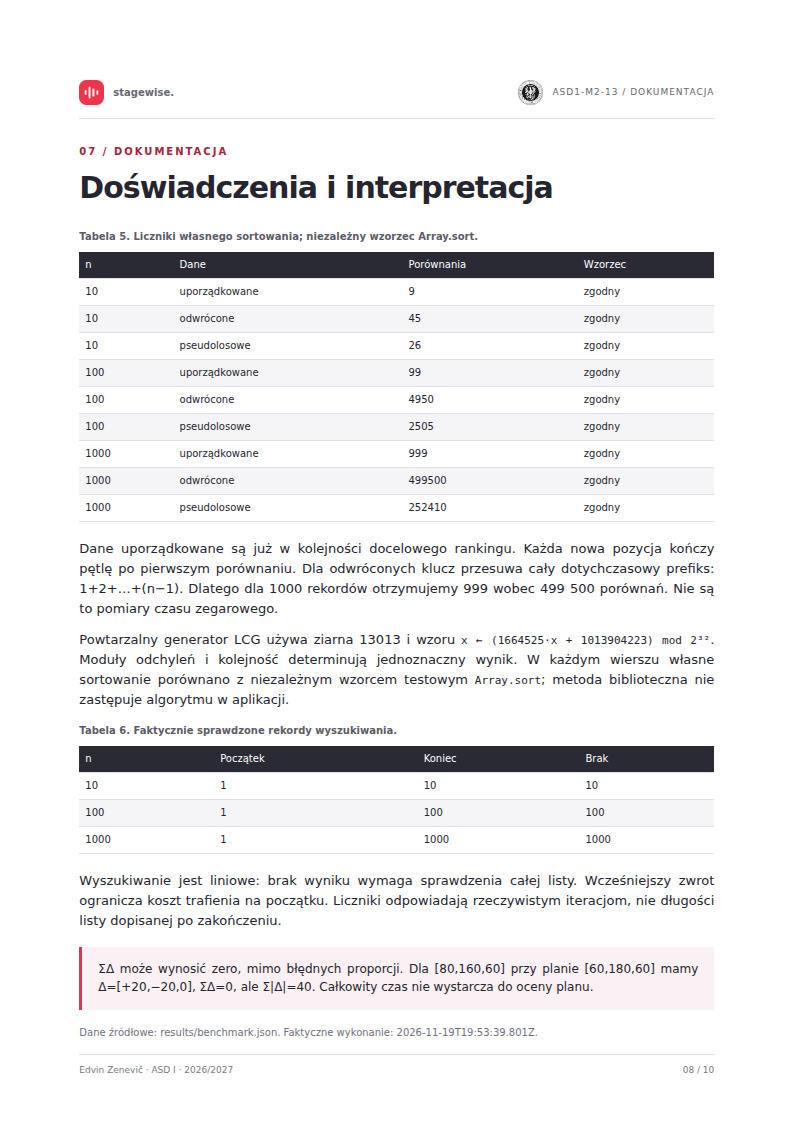 stagewise.
ASD1-M2-13 / DOKUMENTACJA
07 / DOKUMENTACJA
Doświadczenia i interpretacja
Tabela 5. Liczniki własnego sortowania; niezależny wzorzec Array.sort.
n Dane Porównania Wzorzec
10 uporządkowane 9 zgodny
10 odwrócone 45 zgodny
10 pseudolosowe 26 zgodny
100 uporządkowane 99 zgodny
100 odwrócone 4950 zgodny
100 pseudolosowe 2505 zgodny
1000 uporządkowane 999 zgodny
1000 odwrócone 499500 zgodny
1000 pseudolosowe 252410 zgodny
Dane uporządkowane są już w kolejności docelowego rankingu. Każda nowa pozycja kończy
pętlę po pierwszym porównaniu. Dla odwróconych klucz przesuwa cały dotychczasowy prefiks:
1+2+…+(n−1). Dlatego dla 1000 rekordów otrzymujemy 999 wobec 499 500 porównań. Nie są
to pomiary czasu zegarowego.
Powtarzalny generator LCG używa ziarna 13013 i wzoru x ← (1664525·x + 1013904223) mod 2³².
Moduły odchyleń i kolejność determinują jednoznaczny wynik. W każdym wierszu własne
sortowanie porównano z niezależnym wzorcem testowym Array.sort; metoda biblioteczna nie
zastępuje algorytmu w aplikacji.
Tabela 6. Faktycznie sprawdzone rekordy wyszukiwania.
n Początek Koniec Brak
10 1 10 10
100 1 100 100
1000 1 1000 1000
Wyszukiwanie jest liniowe: brak wyniku wymaga sprawdzenia całej listy. Wcześniejszy zwrot
ogranicza koszt trafienia na początku. Liczniki odpowiadają rzeczywistym iteracjom, nie długości
listy dopisanej po zakończeniu.
ΣΔ może wynosić zero, mimo błędnych proporcji. Dla [80,160,60] przy planie [60,180,60] mamy
Δ=[+20,−20,0], ΣΔ=0, ale Σ|Δ|=40. Całkowity czas nie wystarcza do oceny planu.
Dane źródłowe: results/benchmark.json. Faktyczne wykonanie: 2026-11-19T19:53:39.801Z.
Edvin Zenevič · ASD I · 2026/2027
08 / 10